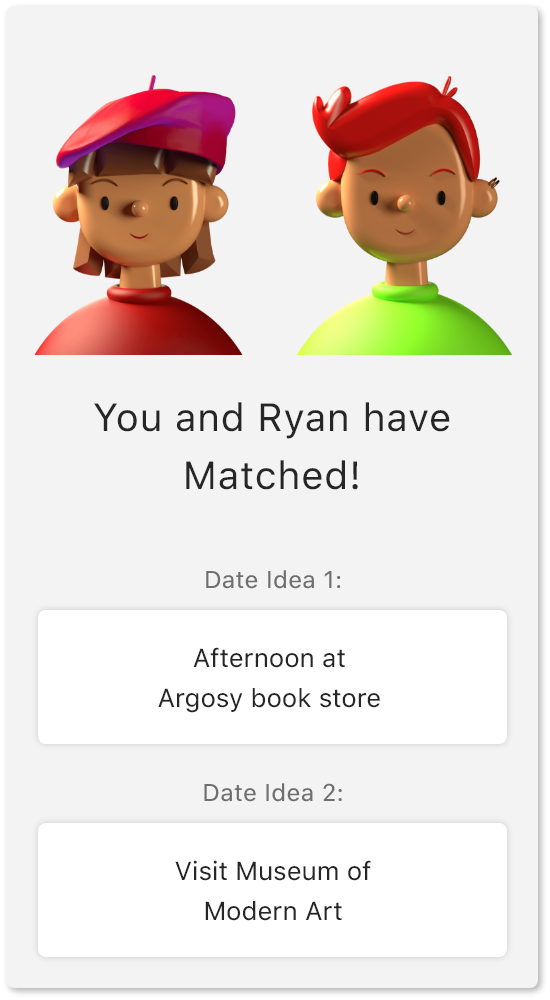 You and Ryan have
Matched!
Date Idea 1:
Afternoon at
Argosy book store
Date Idea 2:
Visit Museum of
Modern Art